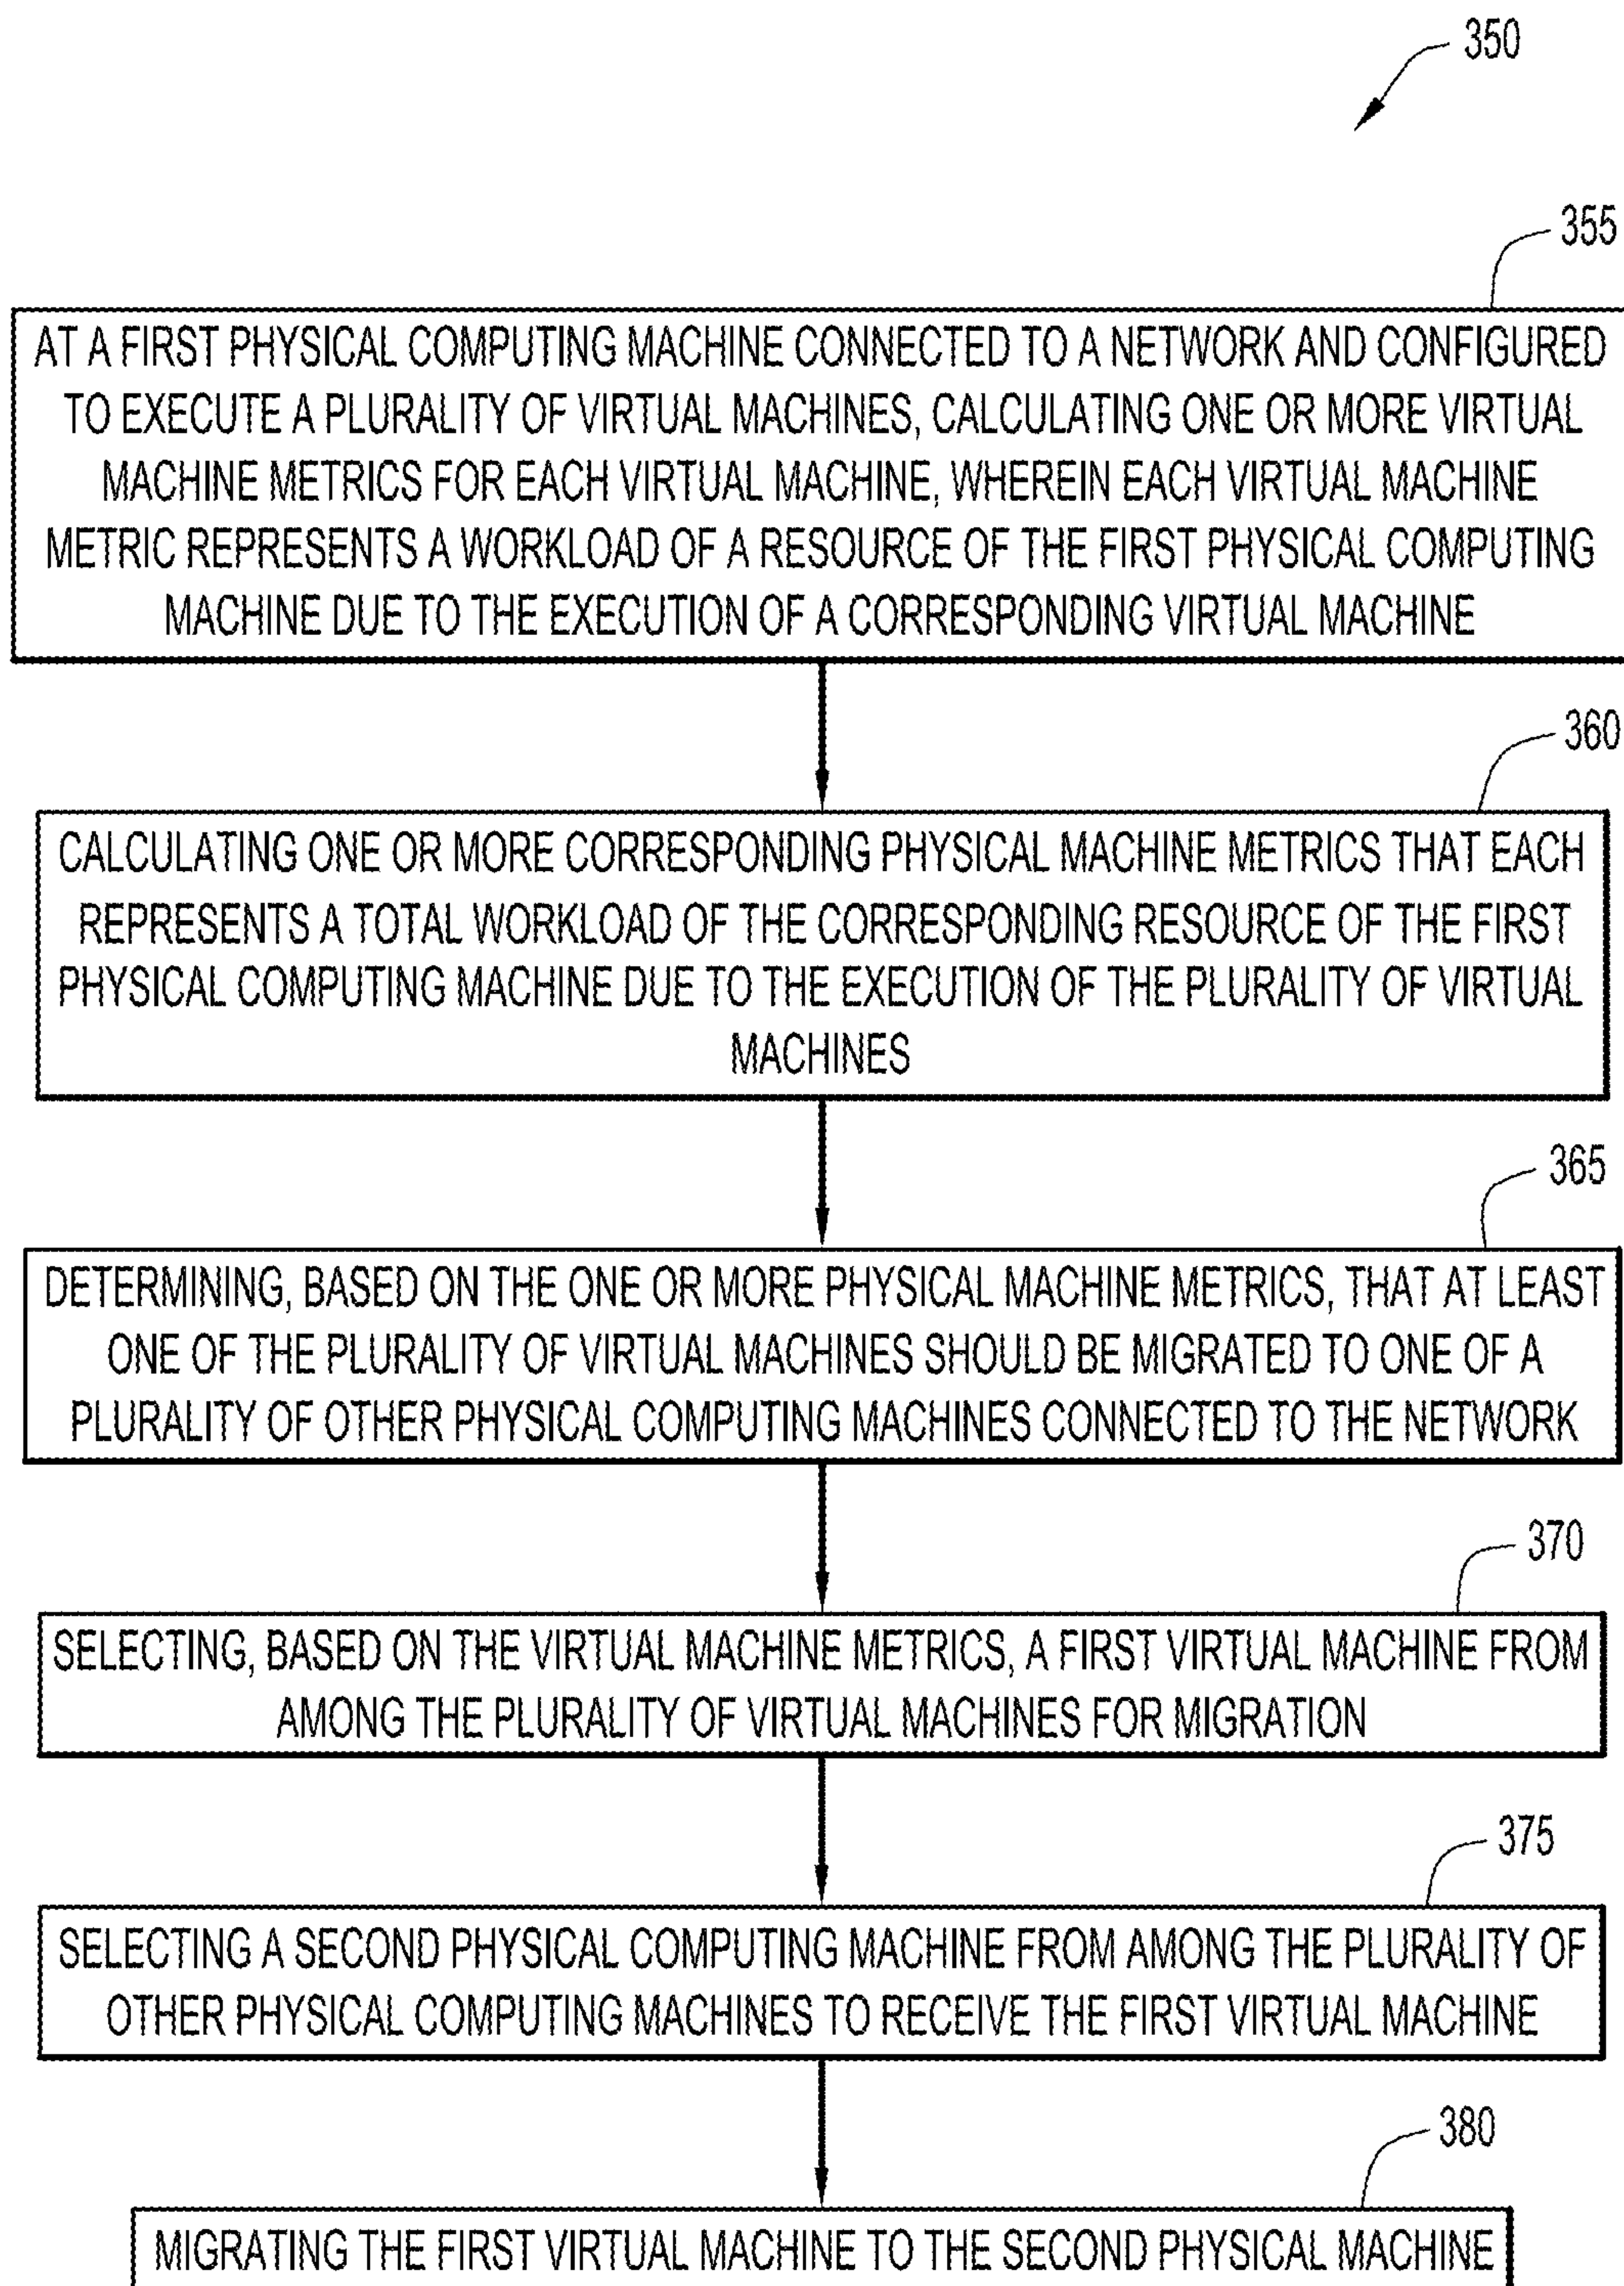 350
355
AT A FIRST PHYSICAL COMPUTING MACHINE CONNECTED TO A NETWORK AND CONFIGURED
TO EXECUTE A PLURALITY OF VIRTUAL MACHINES, CALCULATING ONE OR MORE VIRTUAL
MACHINE METRICS FOR EACH VIRTUAL MACHINE, WHEREIN EACH VIRTUAL MACHINE
METRIC REPRESENTS A WORKLOAD OF A RESOURCE OF THE FIRST PHYSICAL COMPUTING
MACHINE DUE TO THE EXECUTION OF A CORRESPONDING VIRTUAL MACHINE
360
CALCULATING ONE OR MORE CORRESPONDING PHYSICAL MACHINE METRICS THAT EACH
REPRESENTS A TOTAL WORKLOAD OF THE CORRESPONDING RESOURCE OF THE FIRST
PHYSICAL COMPUTING MACHINE DUE TO THE EXECUTION OF THE PLURALITY OF VIRTUAL
MACHINES
365
DETERMINING, BASED ON THE ONE OR MORE PHYSICAL MACHINE METRICS, THAT AT LEAST
ONE OF THE PLURALITY OF VIRTUAL MACHINES SHOULD BE MIGRATED TO ONE OF A
PLURALITY OF OTHER PHYSICAL COMPUTING MACHINES CONNECTED TO THE NETWORK
370
SELECTING, BASED ON THE VIRTUAL MACHINE METRICS, A FIRST VIRTUAL MACHINE FROM
AMONG THE PLURALITY OF VIRTUAL MACHINES FOR MIGRATION
375
SELECTING A SECOND PHYSICAL COMPUTING MACHINE FROM AMONG THE PLURALITY OF
OTHER PHYSICAL COMPUTING MACHINES TO RECEIVE THE FIRST VIRTUAL MACHINE
380
MIGRATING THE FIRST VIRTUAL MACHINE TO THE SECOND PHYSICAL MACHINE